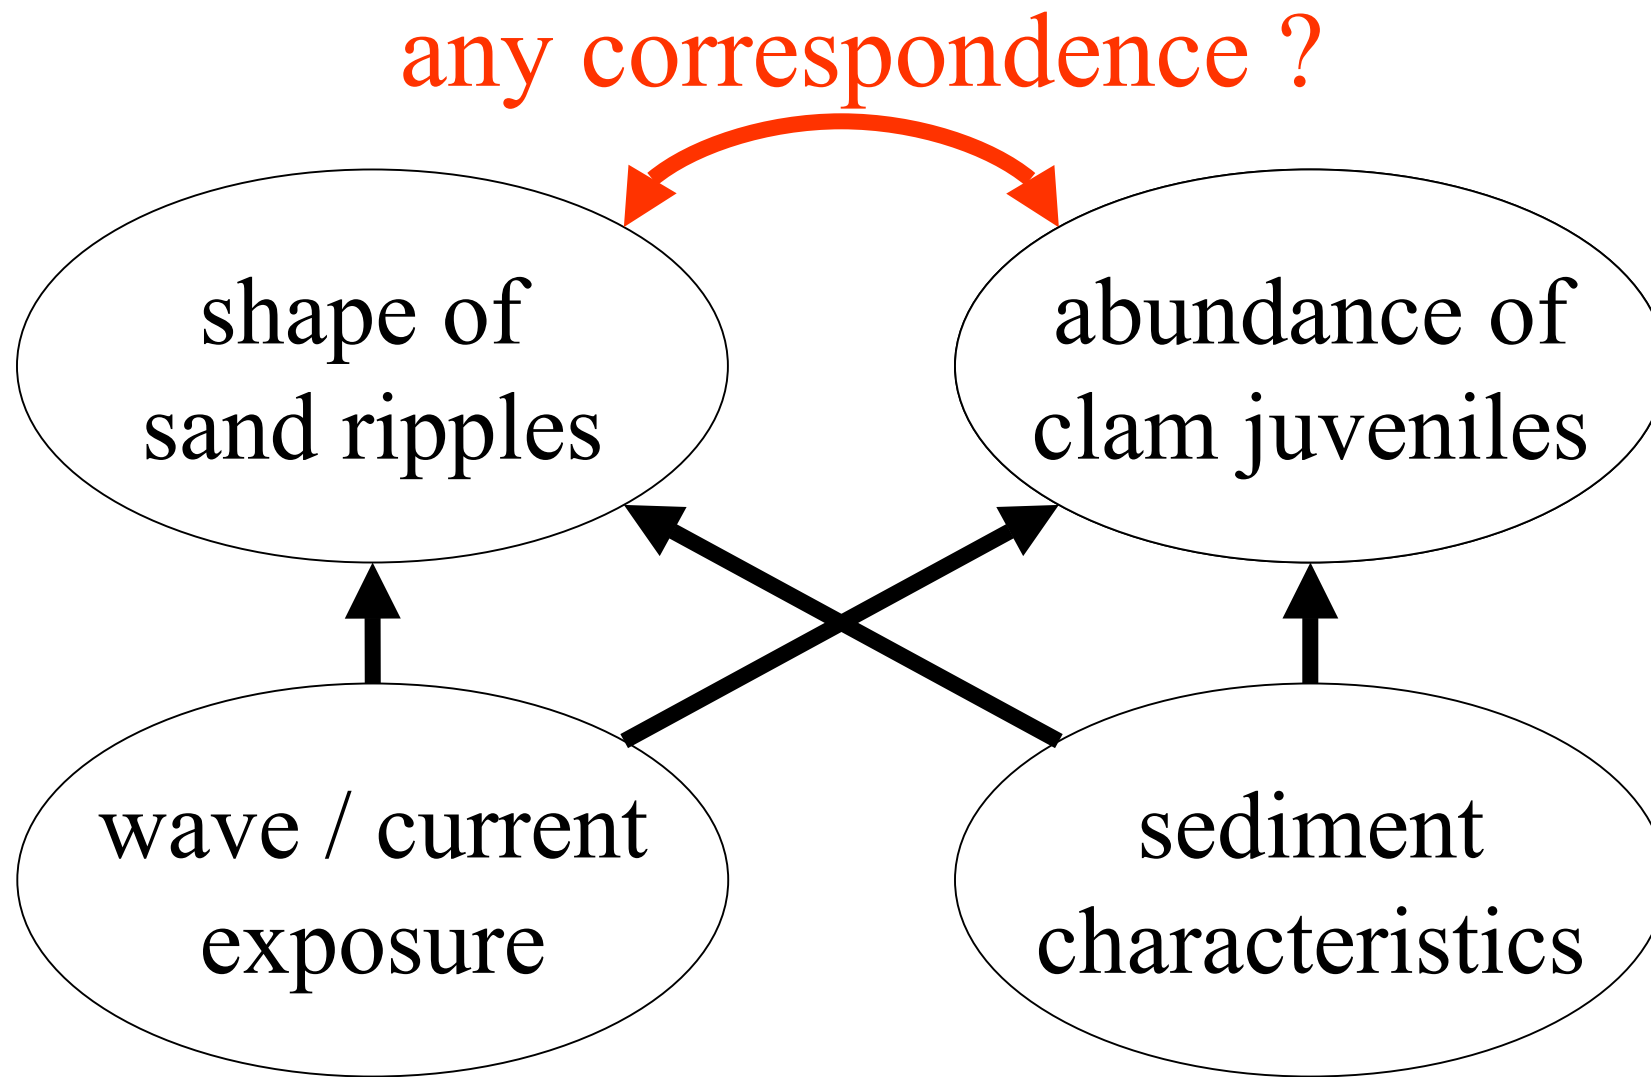 any correspondence ?
shape of
sand ripples
abundance of
clam juveniles
wave / current
exposure
sediment
characteristics